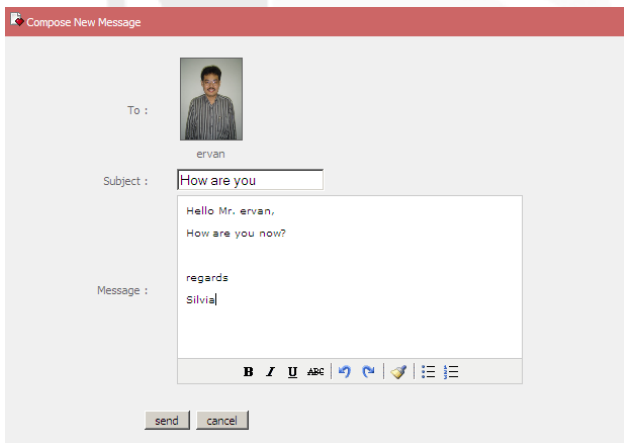 Compose New Message
To :
ervan
Subject :
How are you
Message :
Hello Mr. ervan,
How are you now?
regards
Silvia
B I U ABC
send cancel